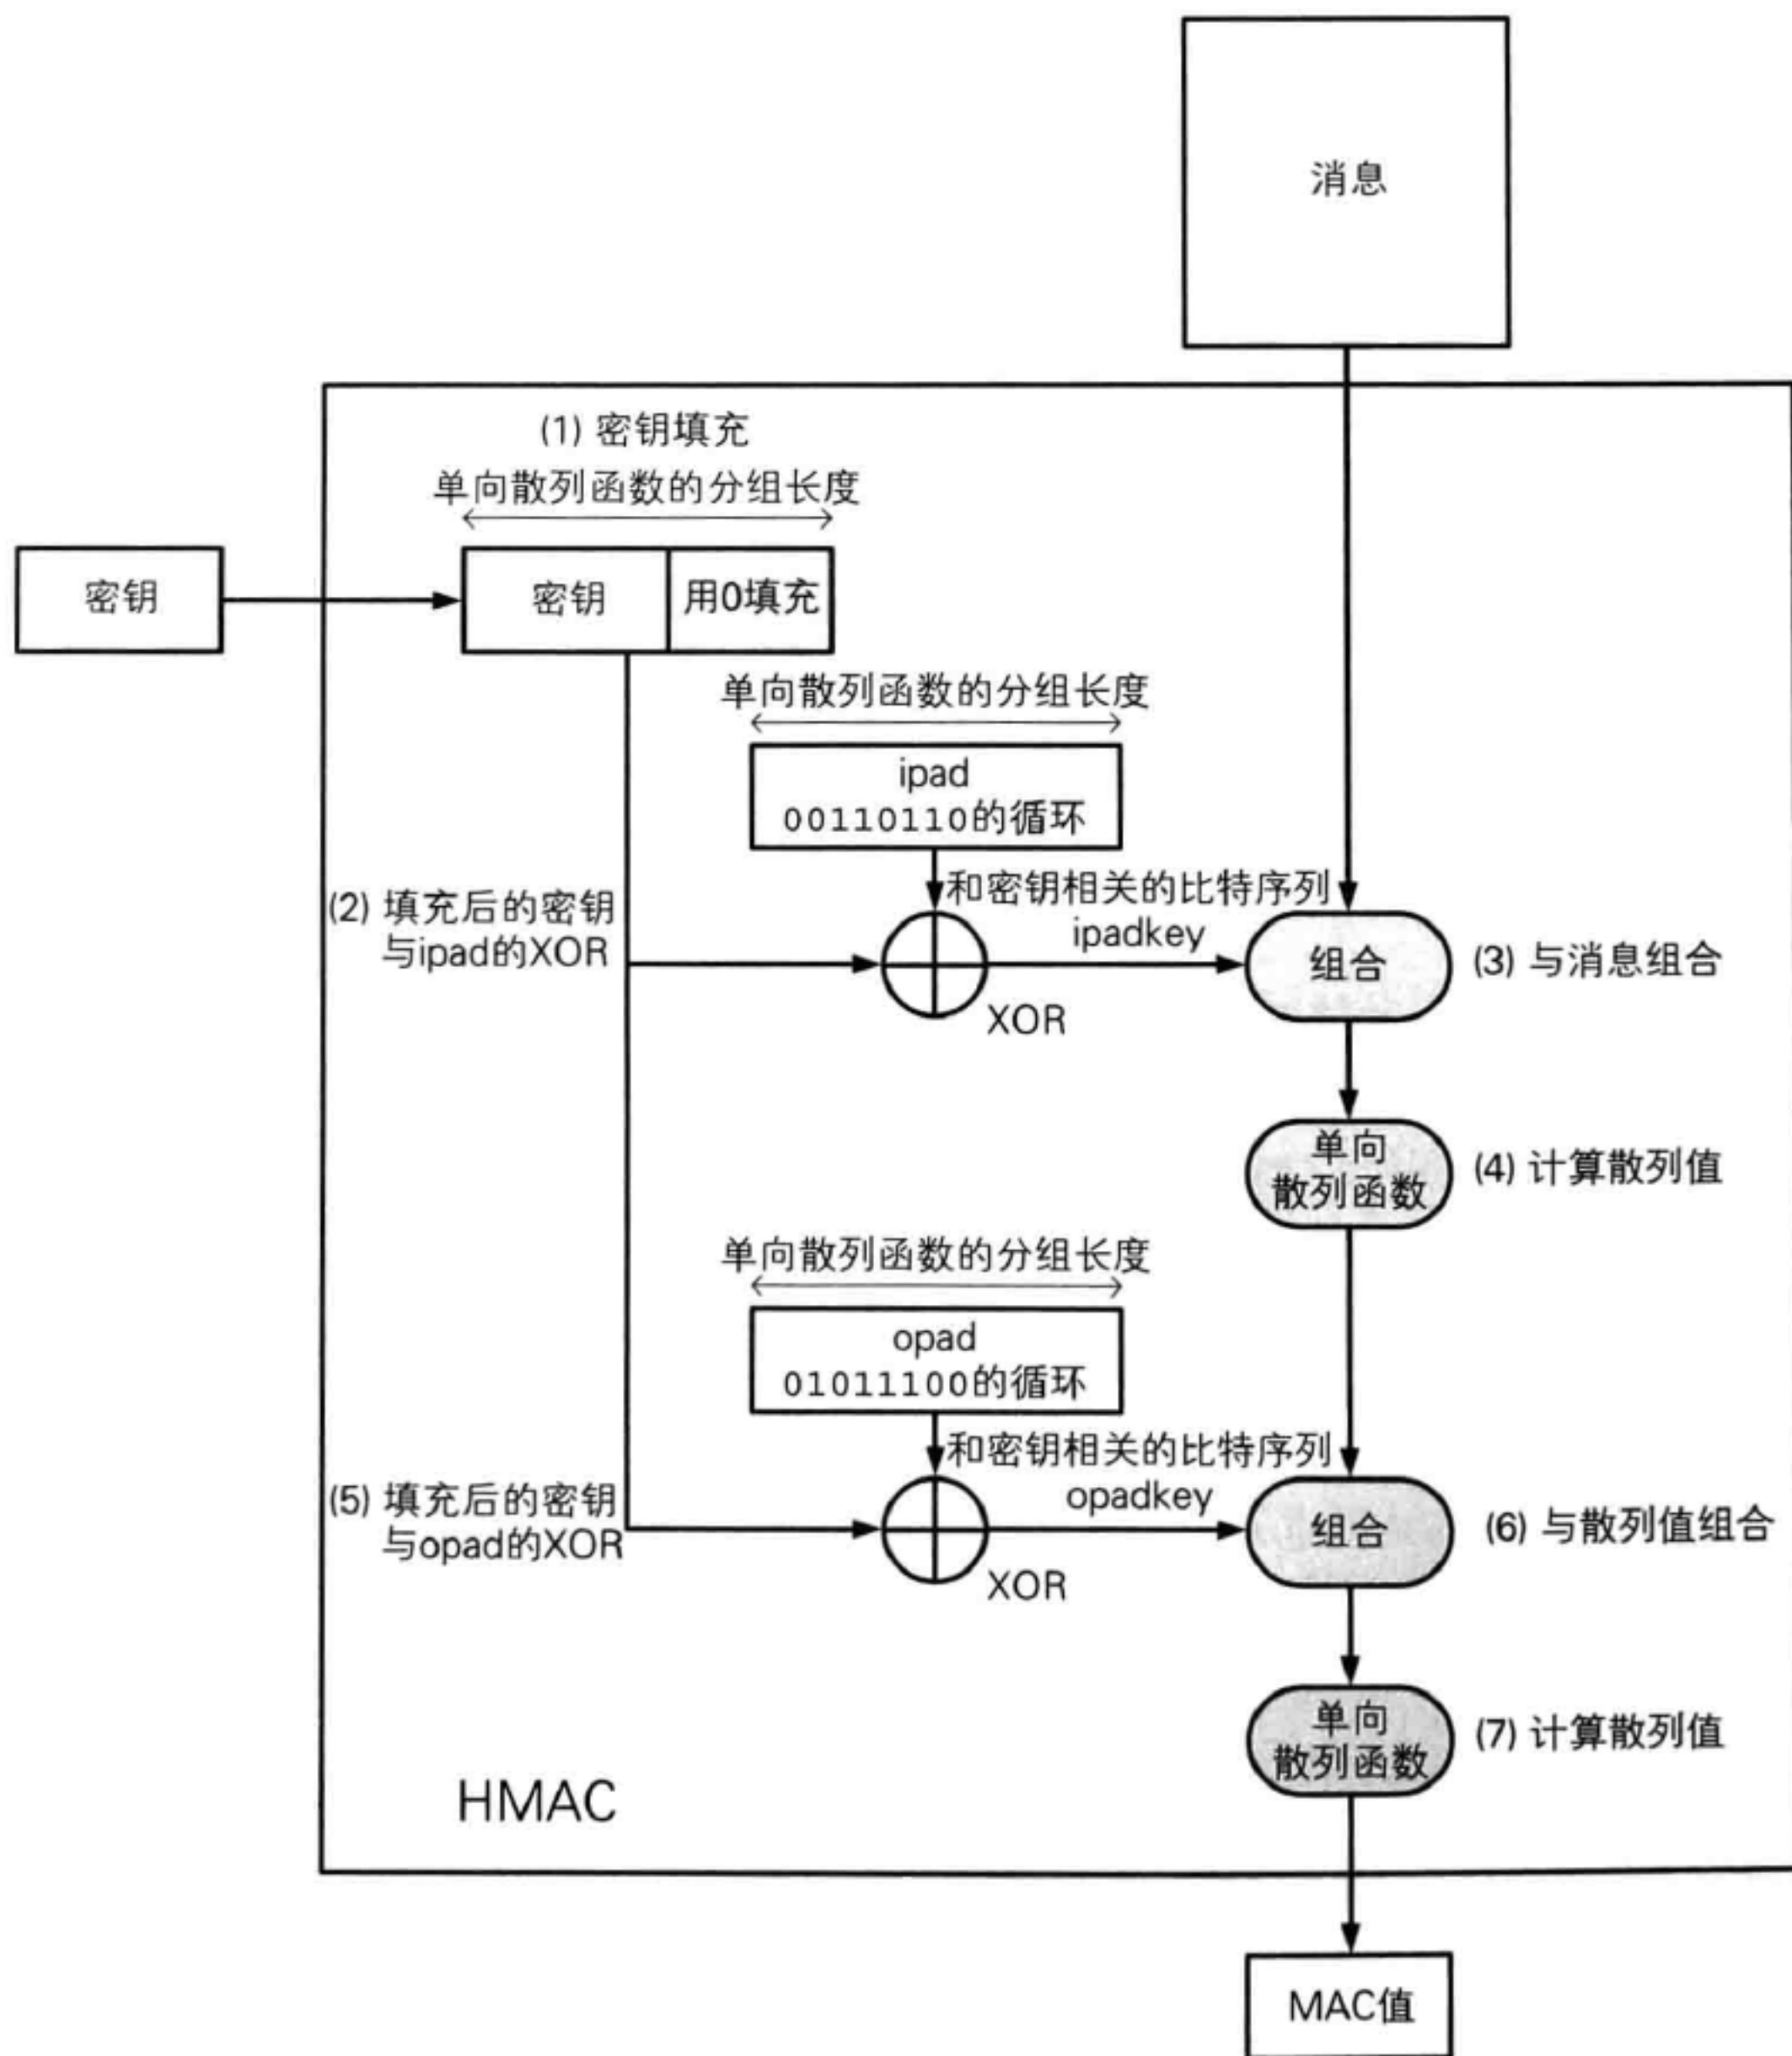 消息
(1) 密钥填充
单向散列函数的分组长度
密钥
密钥
用0填充
单向散列函数的分组长度
ipad
00110110的循环
(2) 填充后的密钥
与ipad的XOR
和密钥相关的比特序列
ipadkey
XOR
组合
(3) 与消息组合
单向
散列函数
(4) 计算散列值
单向散列函数的分组长度
opad
01011100的循环
(5) 填充后的密钥
与opad的XOR
和密钥相关的比特序列
opadkey
XOR
组合
(6) 与散列值组合
单向
散列函数
(7) 计算散列值
HMAC
MAC值